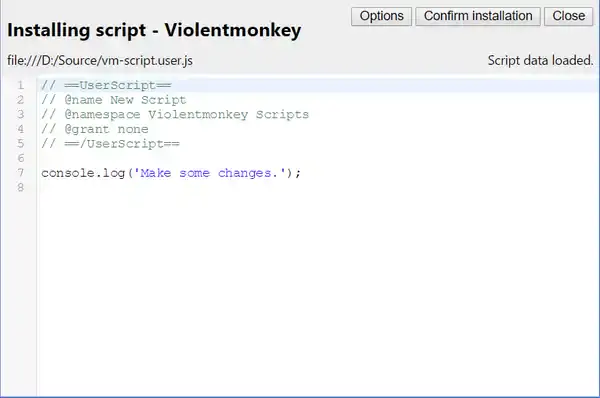 Options Confirm installation Close
Installing script - Violentmonkey
file:///D:/Source/vm-script.user.js Script data loaded.
1 // ==UserScript==
2 // @name New Script
3 // @namespace Violentmonkey Scripts
4 // @grant none
5 // ==/UserScript==
6
7 console.log('Make some changes.');
8